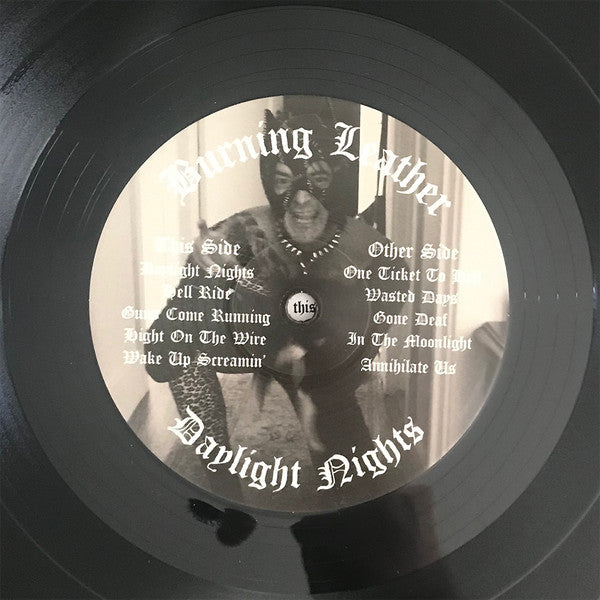 Burning Leather
This Side
Daylight Nights
Hell Ride
Guns Come Running
Hight On The Wire
Wake Up Screamin'
Other Side
One Ticket To Hell
Wasted Days
Gone Deaf
In The Moonlight
Annihilate Us
this
Daylight Nights